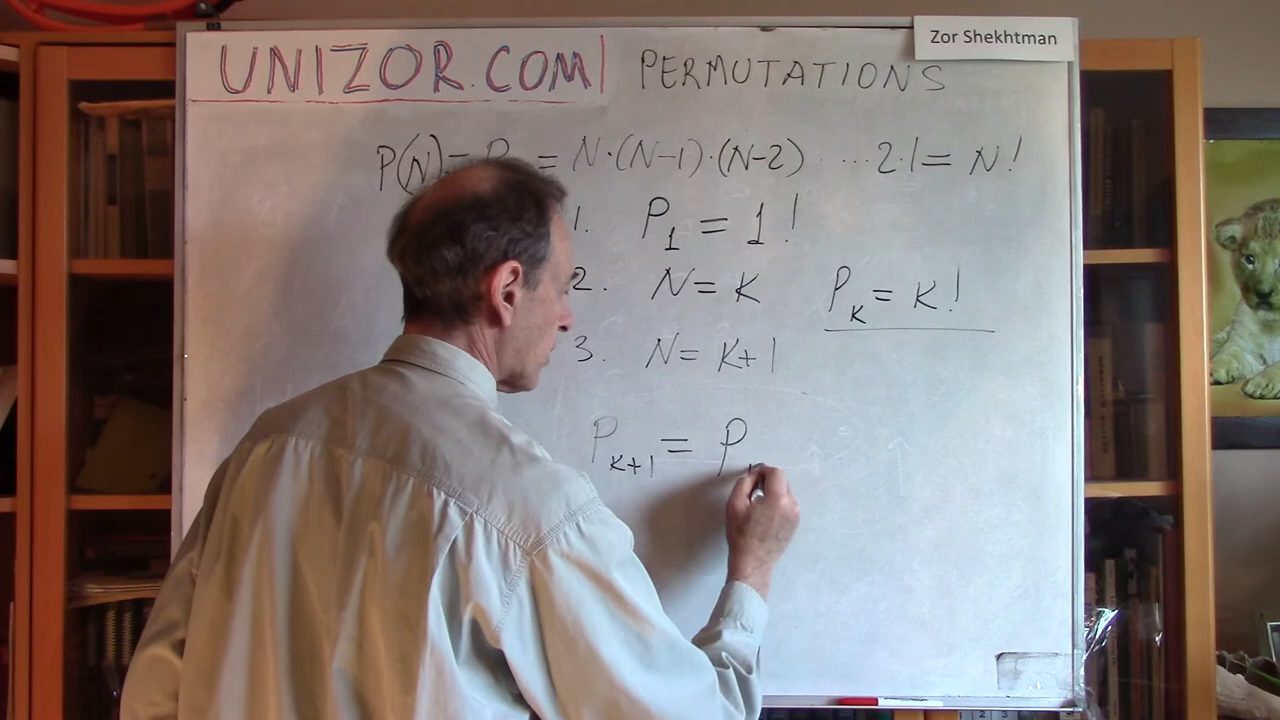 Zor Shekhtman
UNIZOR.COM PERMUTATIONS
P(N)= P = N·(N-1)·(N-2) ····2·1= N!
1. P₁ = 1!
2. N= K Pₖ = K!
3. N= K+1
Pₖ₊₁ = P